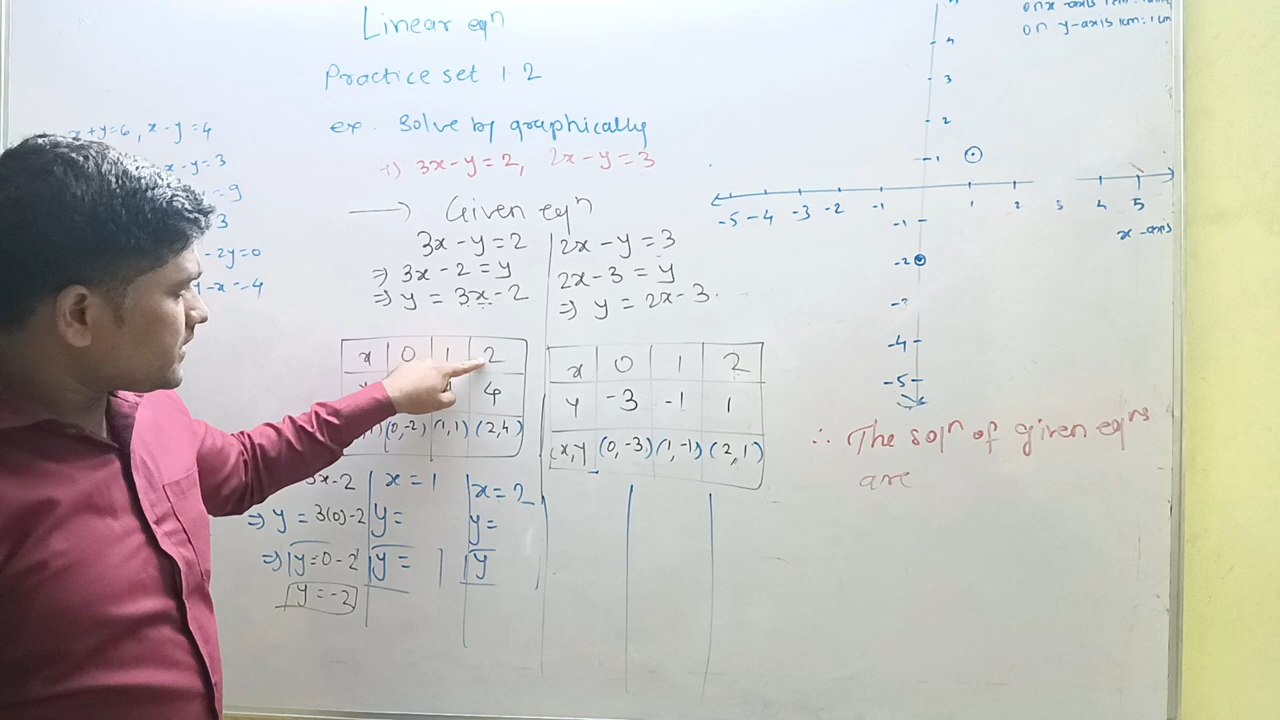 Linear eqn
Practice set 1.2
ex. Solve by graphically
1) 3x-y=2, 2x-y=3
→ Given eqn
3x-y=2
⇒ 3x-2=y
⇒ y=3x-2
2x-y=3
2x-3=y
⇒ y=2x-3.
x 0 1 2
4
(0,-2) (1,1) (2,4)
x 0 1 2
y -3 -1 1
(x,y (0,-3) (1,-1) (2,1)
3x-2
⇒ y=3(0)-2
⇒ y=0-2
y=-2
x=1
y=
y=
x=2
y=
y
x+y=6, x-y=4
x-y=3
=9
3
-2y=0
-x=-4
on x-axis 1cm:
on y-axis 1cm:1cm
4
3
2
1
-5 -4 -3 -2 -1 1 2 3 4 5
x-axis
-1
-2
-3
-4
-5
∴ The soln of given eqns
are